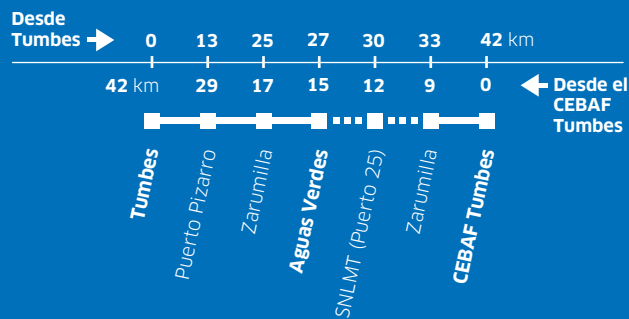 Desde
Tumbes
0 13 25 27 30 33 42 km
42 km 29 17 15 12 9 0
Desde el
CEBAF
Tumbes
Tumbes
Puerto Pizarro
Zarumilla
Aguas Verdes
SNLMT (Puerto 25)
Zarumilla
CEBAF Tumbes